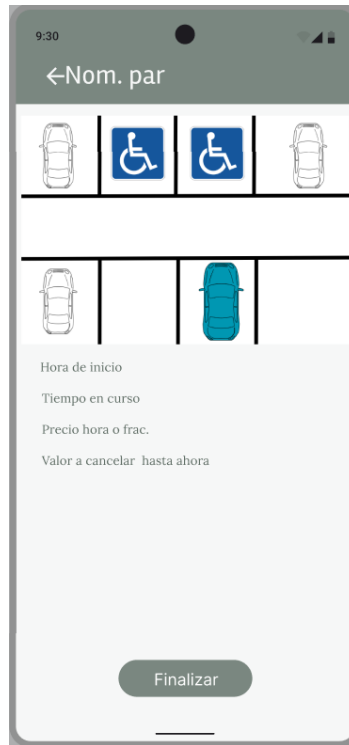 9:30
←Nom. par
Hora de inicio
Tiempo en curso
Precio hora o frac.
Valor a cancelar hasta ahora
Finalizar